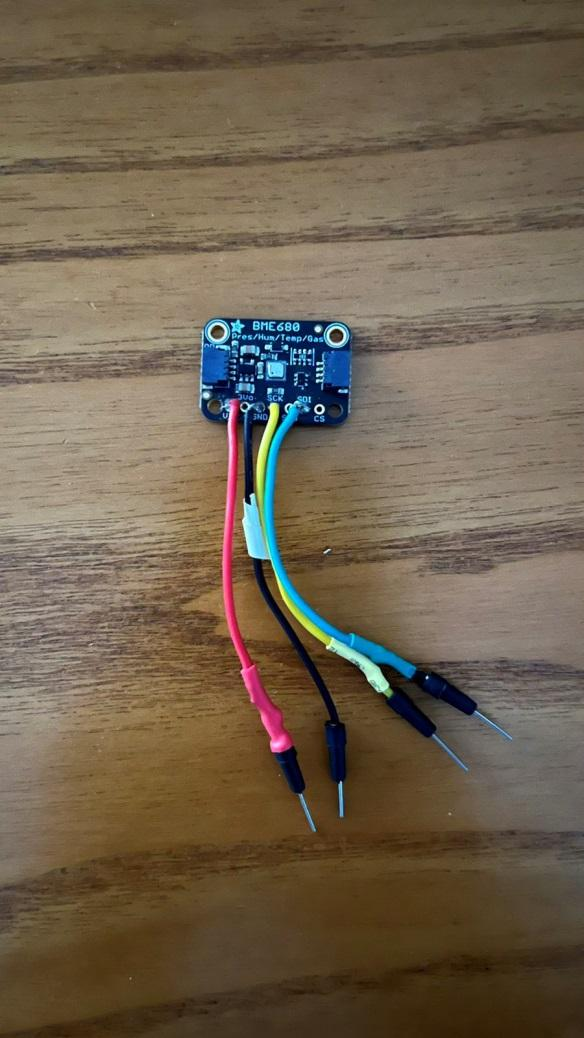 BME680
Pres/Hum/Temp/Gas
3Vo SCK SDI
GND CS